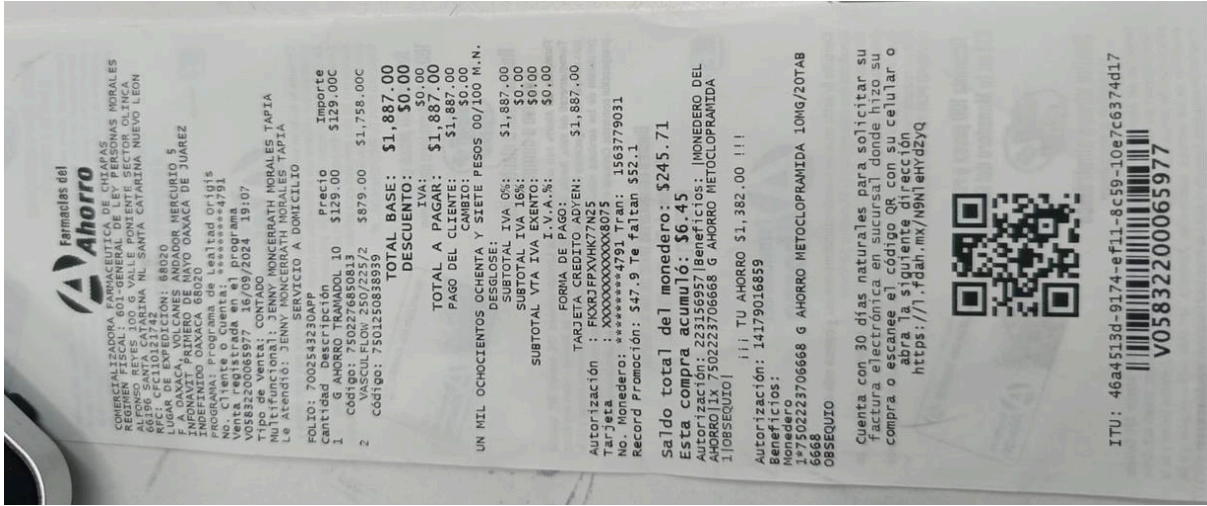 Farmacias del
Ahorro
COMERCIALIZADORA FARMACEUTICA DE CHIAPAS
REGIMEN FISCAL: 601-GENERAL DE LEY PERSONAS MORALES
ALFONSO REYES 100 G VALLE PONIENTE SECTOR OLINCA
66196 SANTA CATARINA NL SANTA CATARINA NUEVO LEON
RFC: CFC110121742
LUGAR DE EXPEDICIÓN: 68020
F A OAXACA, VOLCANES ANDADOR MERCURIO 5
INFONAVIT PRIMERO DE MAYO OAXACA DE JUAREZ
INDEFINIDO OAXACA 68020
PROGRAMA: Programa de Lealtad Origis
No. Cliente o Cuenta: ********4791
Venta registrada en el programa
V0583220006597​7 16/09/2024 19:07
Tipo de Venta: CONTADO
Multifuncional: JENNY MONCERRATH MORALES TAPIA
Le Atendió: JENNY MONCERRATH MORALES TAPIA
SERVICIO A DOMICILIO
FOLIO: 7002543230APP
Cantidad Descripción Precio Importe
1 G AHORRO TRAMADOL 10 $129.00 $129.00C
Código: 7502276850813
2 VASCULFLOW 250/225/2 $879.00 $1,758.00C
Código: 7501250838939
TOTAL BASE: $1,887.00
DESCUENTO: $0.00
IVA: $0.00
TOTAL A PAGAR: $1,887.00
PAGO DEL CLIENTE: $1,887.00
CAMBIO: $0.00
UN MIL OCHOCIENTOS OCHENTA Y SIETE PESOS 00/100 M.N.
DESGLOSE:
SUBTOTAL IVA 0%: $1,887.00
SUBTOTAL IVA 16%: $0.00
SUBTOTAL VTA IVA EXENTO: $0.00
I.V.A.%: $0.00
FORMA DE PAGO:
TARJETA CREDITO ADYEN: $1,887.00
Autorización : FKXRJFPXVHK77N25
Tarjeta : XXXXXXXXXXXX8075
No. Monedero: ********4791 Tran: 1563779031
Record Promoción: $47.9 Te faltan $52.1
Saldo total del monedero: $245.71
Esta compra acumuló: $6.45
Autorización: 223156957|Beneficios: |MONEDERO DEL
AHORRO|1X 7502223706668 G AHORRO METOCLOPRAMIDA
1|OBSEQUIO|
¡¡¡ TU AHORRO $1,382.00 !!!
Autorización: 14179016859
Beneficios:
Monedero
1*7502223706668 G AHORRO METOCLOPRAMIDA 10MG/20TAB
6668
OBSEQUIO
Cuenta con 30 días naturales para solicitar su
factura electrónica en sucursal donde hizo su
compra o escanee el código QR con su celular o
abra la siguiente dirección
https://l.fdah.mx/N9NleHYdZyQ
ITU: 46a4513d-9174-ef11-8c59-10e7c6374d17
V05832200065977